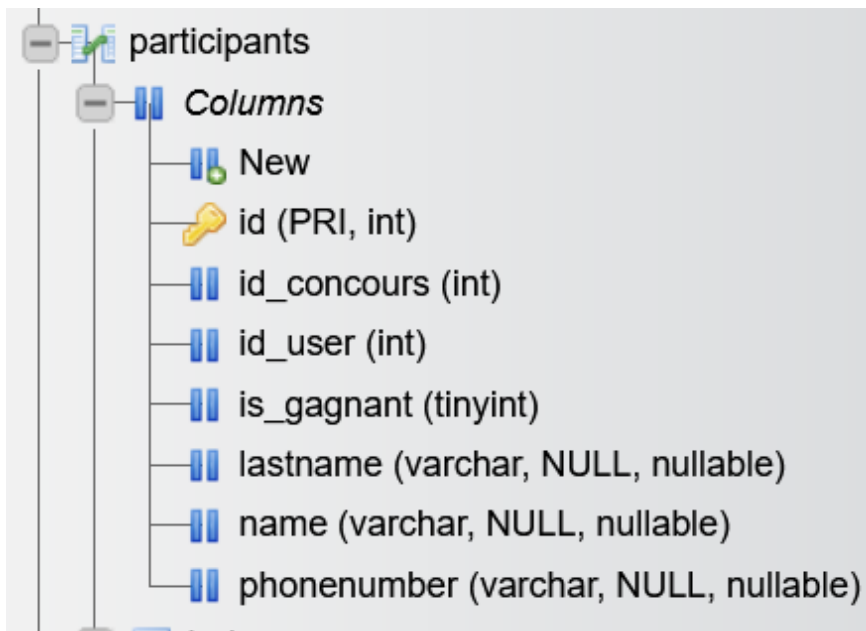 participants
Columns
New
id (PRI, int)
id_concours (int)
id_user (int)
is_gagnant (tinyint)
lastname (varchar, NULL, nullable)
name (varchar, NULL, nullable)
phonenumber (varchar, NULL, nullable)